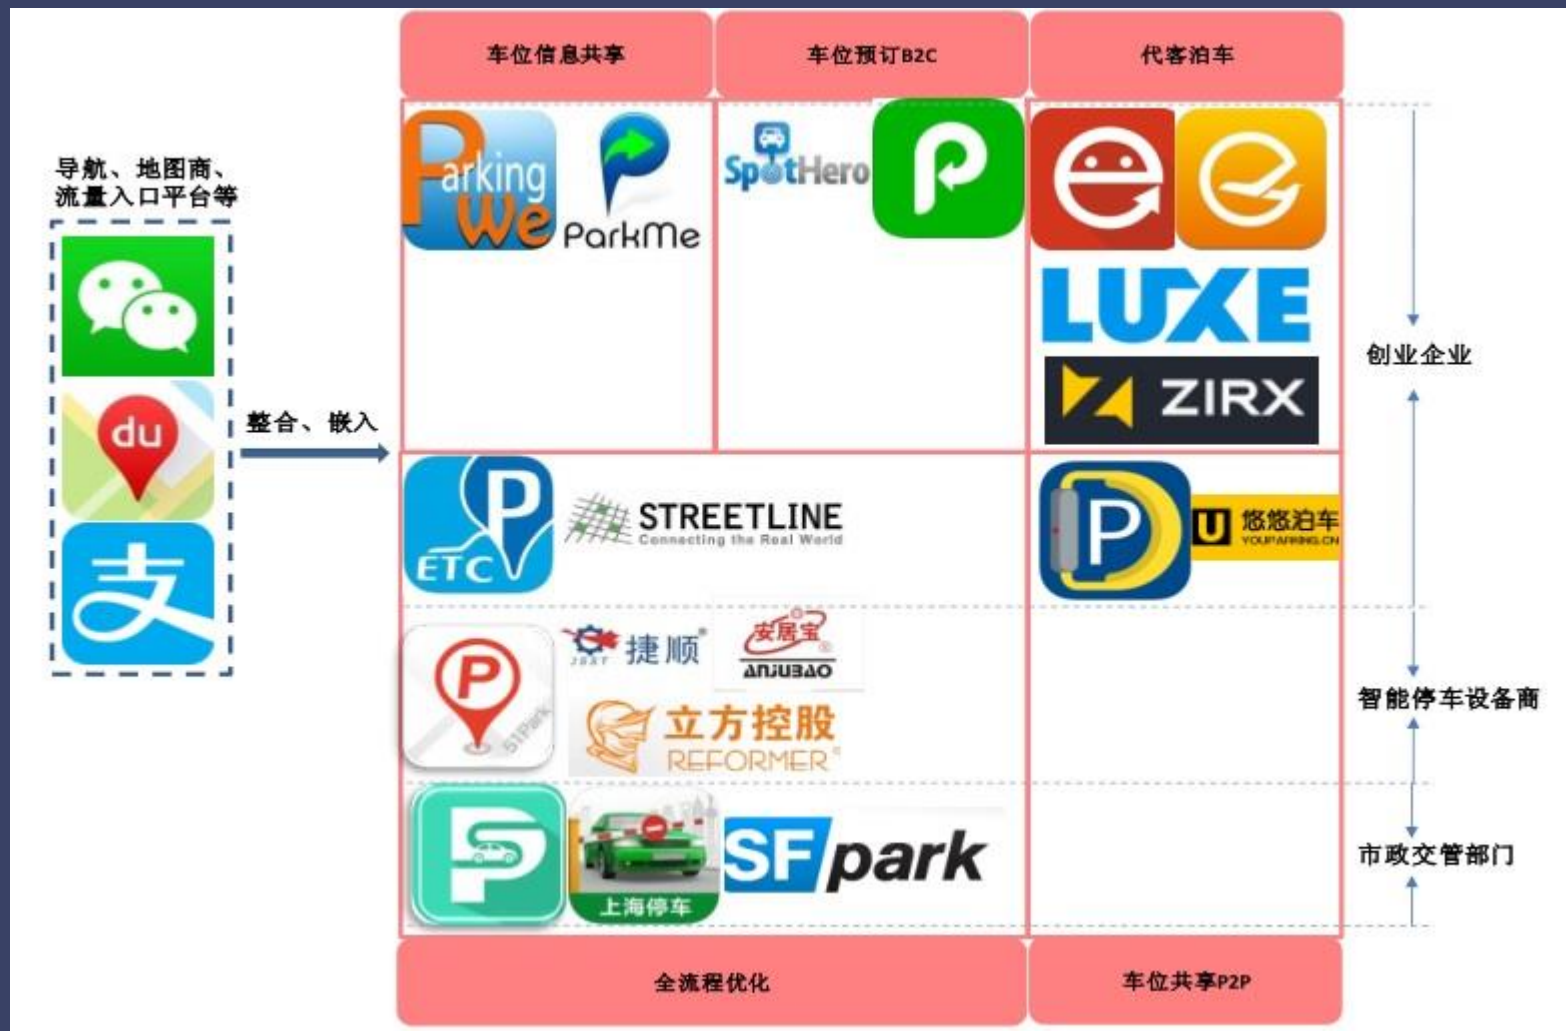 车位信息共享
车位预订B2C
代客泊车
导航、地图商、
流量入口平台等
Parking
We
ParkMe
SpotHero
LUXE
ZIRX
创业企业
du
整合、嵌入
支
P
ETC
STREETLINE
Connecting the Real World
P
U 悠悠泊车
YOUPARKING.CN
P
51Park
JSST 捷顺
安居宝
ANJUBAO
立方控股
REFORMER
智能停车设备商
上海停车
SFpark
市政交管部门
全流程优化
车位共享P2P